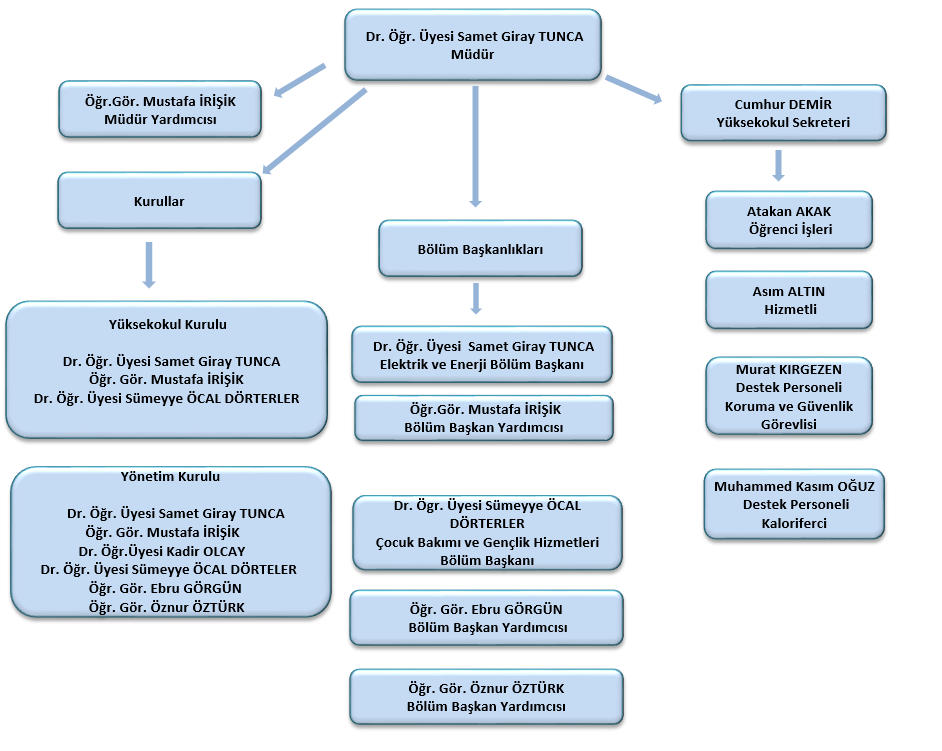 Dr. Öğr. Üyesi Samet Giray TUNCA
Müdür
Öğr.Gör. Mustafa İRİŞİK
Müdür Yardımcısı
Cumhur DEMİR
Yüksekokul Sekreteri
Kurullar
Bölüm Başkanlıkları
Atakan AKAK
Öğrenci İşleri
Asım ALTIN
Hizmetli
Murat KIRGEZEN
Destek Personeli
Koruma ve Güvenlik
Görevlisi
Muhammed Kasım OĞUZ
Destek Personeli
Kaloriferci
Yüksekokul Kurulu
Dr. Öğr. Üyesi Samet Giray TUNCA
Öğr. Gör. Mustafa İRİŞİK
Dr. Öğr. Üyesi Sümeyye ÖCAL DÖRTERLER
Yönetim Kurulu
Dr. Öğr. Üyesi Samet Giray TUNCA
Öğr. Gör. Mustafa İRİŞİK
Dr. Öğr.Üyesi Kadir OLCAY
Dr. Öğr. Üyesi Sümeyye ÖCAL DÖRTELER
Öğr. Gör. Ebru GÖRGÜN
Öğr. Gör. Öznur ÖZTÜRK
Dr. Öğr. Üyesi Samet Giray TUNCA
Elektrik ve Enerji Bölüm Başkanı
Öğr.Gör. Mustafa İRİŞİK
Bölüm Başkan Yardımcısı
Dr. Öğr. Üyesi Sümeyye ÖCAL
DÖRTERLER
Çocuk Bakımı ve Gençlik Hizmetleri
Bölüm Başkanı
Öğr. Gör. Ebru GÖRGÜN
Bölüm Başkan Yardımcısı
Öğr. Gör. Öznur ÖZTÜRK
Bölüm Başkan Yardımcısı